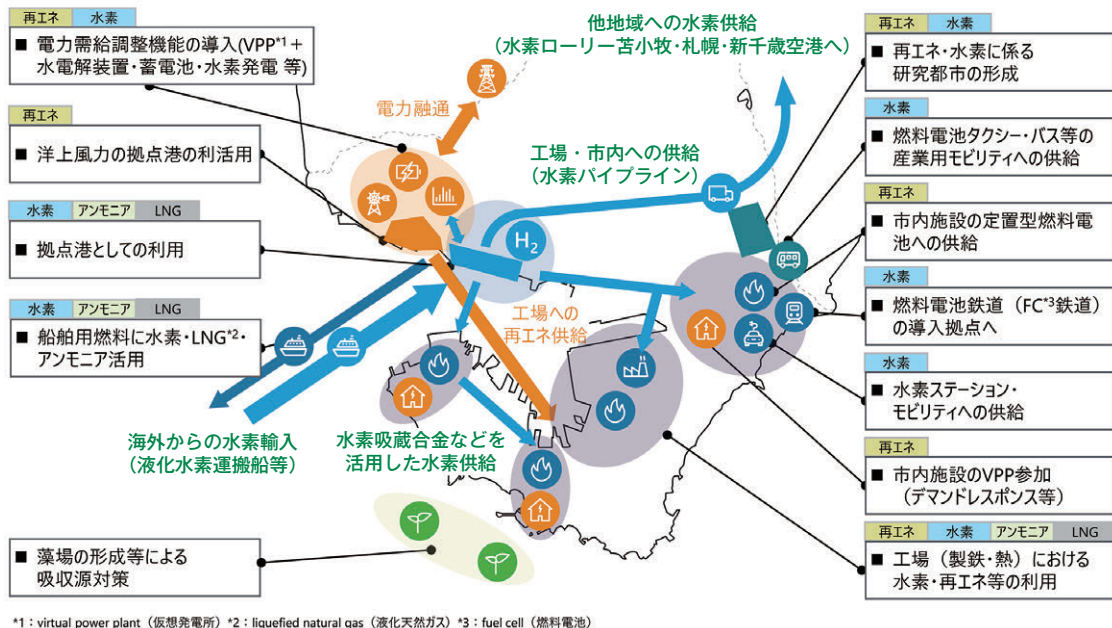 再エネ 水素
■ 電力需給調整機能の導入(VPP*1+
水電解装置・蓄電池・水素発電 等)
再エネ
■ 洋上風力の拠点港の利活用
水素 アンモニア LNG
■ 拠点港としての利用
水素 アンモニア LNG
■ 船舶用燃料に水素・LNG*2・
アンモニア活用
■ 藻場の形成等による
吸収源対策
他地域への水素供給
(水素ローリー苫小牧・札幌・新千歳空港へ)
電力融通
工場・市内への供給
(水素パイプライン)
H2
工場への
再エネ供給
海外からの水素輸入
(液化水素運搬船等)
水素吸蔵合金などを
活用した水素供給
再エネ 水素
■ 再エネ・水素に係る
研究都市の形成
水素
■ 燃料電池タクシー・バス等の
産業用モビリティへの供給
再エネ
■ 市内施設の定置型燃料電
池への供給
水素
■ 燃料電池鉄道(FC*3鉄道)
の導入拠点へ
水素
■ 水素ステーション・
モビリティへの供給
再エネ
■ 市内施設のVPP参加
(デマンドレスポンス等)
再エネ 水素 アンモニア LNG
■ 工場(製鉄・熱)における
水素・再エネ等の利用
*1:virtual power plant(仮想発電所)*2:liquefied natural gas(液化天然ガス)*3:fuel cell(燃料電池)